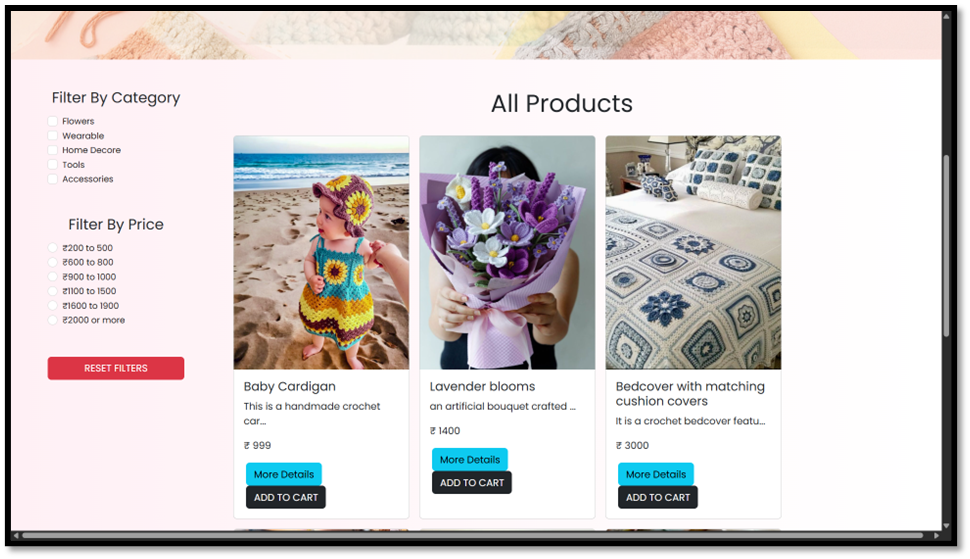 Filter By Category
Flowers
Wearable
Home Decore
Tools
Accessories
Filter By Price
₹200 to 500
₹600 to 800
₹900 to 1000
₹1100 to 1500
₹1600 to 1900
₹2000 or more
RESET FILTERS
All Products
Baby Cardigan
This is a handmade crochet
car...
₹ 999
More Details
ADD TO CART
Lavender blooms
an artificial bouquet crafted ...
₹ 1400
More Details
ADD TO CART
Bedcover with matching
cushion covers
It is a crochet bedcover featu...
₹ 3000
More Details
ADD TO CART